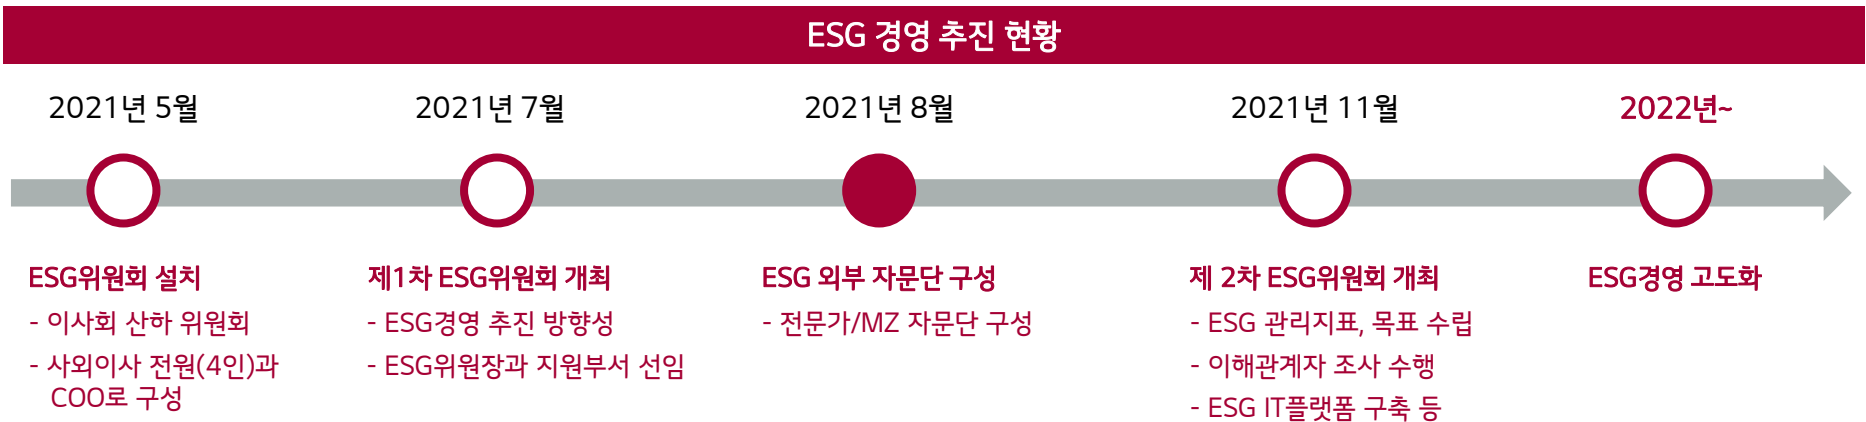 ESG 경영 추진 현황
2021년 5월
2021년 7월
2021년 8월
2021년 11월
2022년~
ESG위원회 설치
- 이사회 산하 위원회
- 사외이사 전원(4인)과
COO로 구성
제1차 ESG위원회 개최
- ESG경영 추진 방향성
- ESG위원장과 지원부서 선임
ESG 외부 자문단 구성
- 전문가/MZ 자문단 구성
제 2차 ESG위원회 개최
- ESG 관리지표, 목표 수립
- 이해관계자 조사 수행
- ESG IT플랫폼 구축 등
ESG경영 고도화